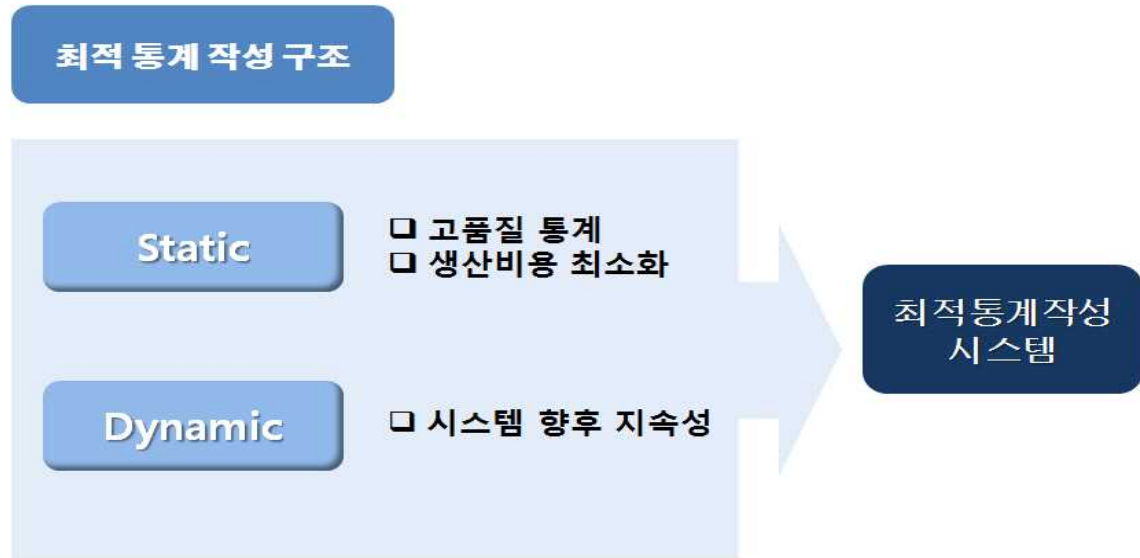 최적 통계 작성 구조
Static
❑ 고품질 통계
❑ 생산비용 최소화
Dynamic
❑ 시스템 향후 지속성
최적통계작성
시스템